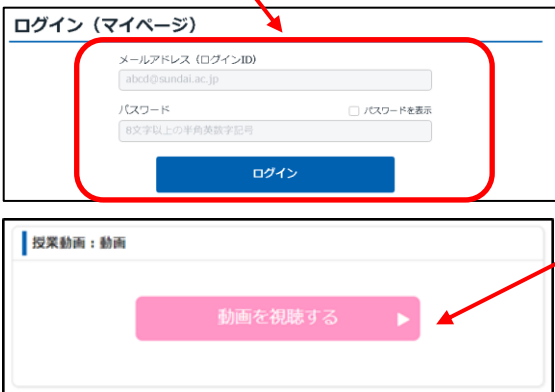 ログイン（マイページ）
メールアドレス（ログインID）
abcd@sundai.ac.jp
パスワード
パスワードを表示
8文字以上の半角英数字記号
ログイン
授業動画：動画
動画を視聴する